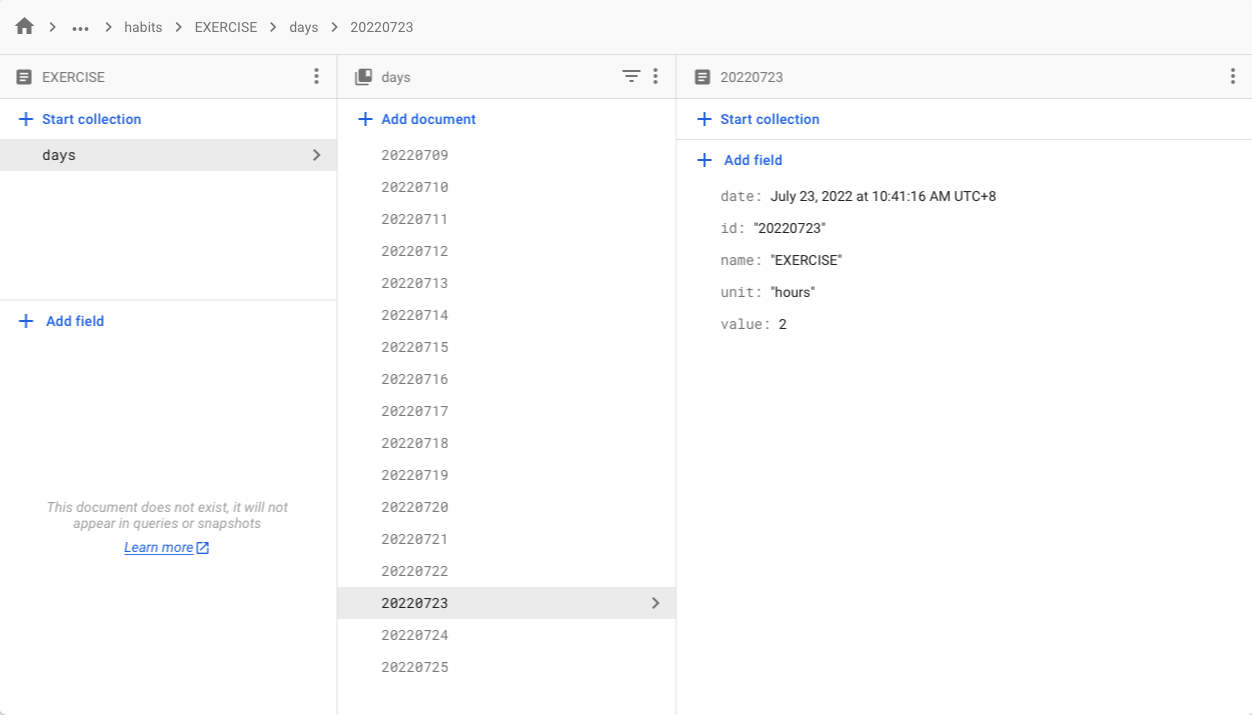 ... habits EXERCISE days 20220723
EXERCISE
Start collection
days
Add field
This document does not exist, it will not
appear in queries or snapshots
Learn more
days
Add document
20220709
20220710
20220711
20220712
20220713
20220714
20220715
20220716
20220717
20220718
20220719
20220720
20220721
20220722
20220723
20220724
20220725
20220723
Start collection
Add field
date: July 23, 2022 at 10:41:16 AM UTC+8
id: "20220723"
name: "EXERCISE"
unit: "hours"
value: 2